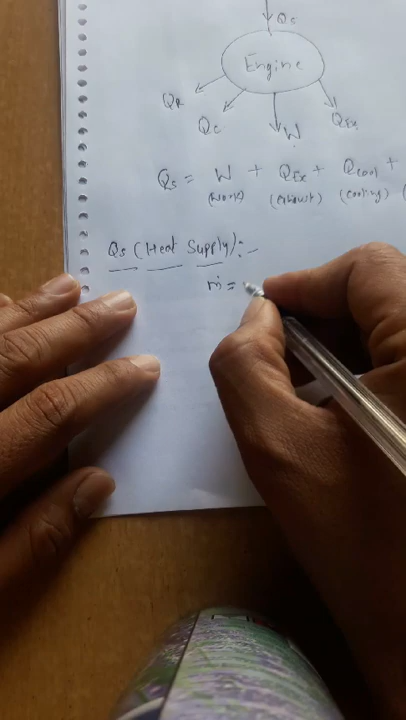 Qs
Engine
QR
Qc
W
QEx
Qs = W + QEx + Qcool +
(work) (exhaust) (cooling) (
Qs (Heat Supply):-
ṁ =